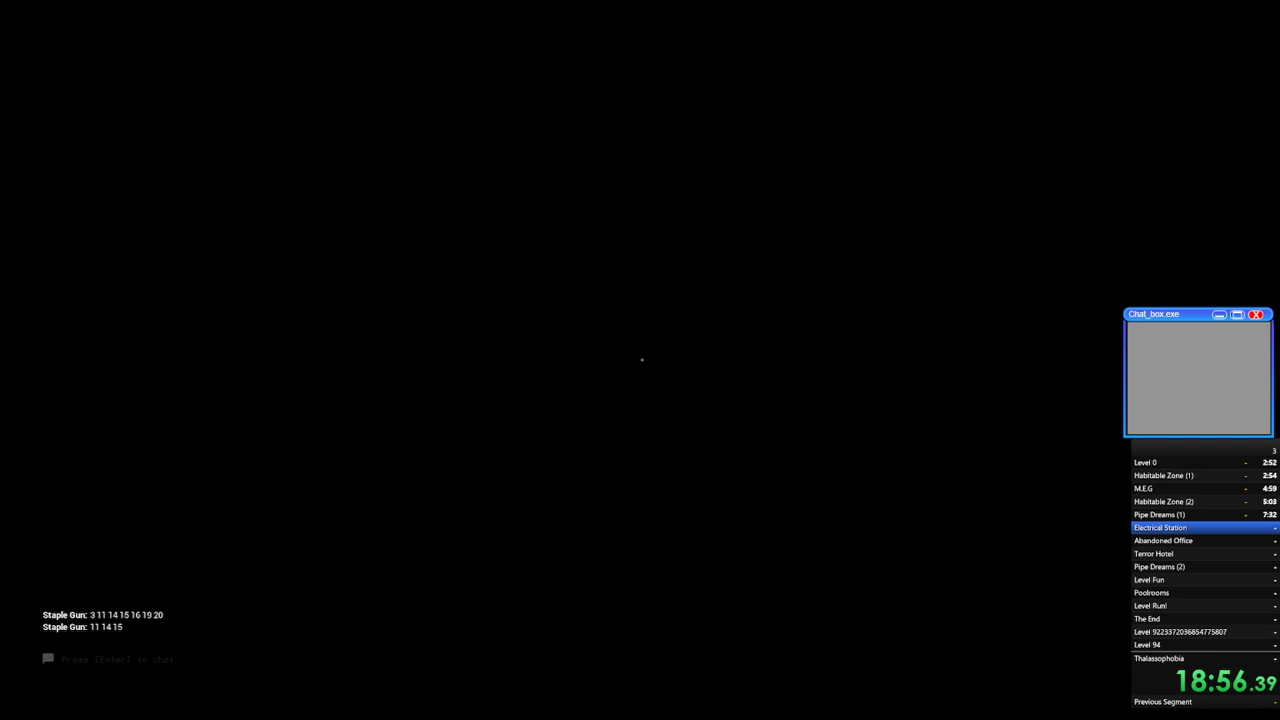 Chat_box.exe
X
3
Level 0 - 2:52
Habitable Zone (1) - 2:54
M.E.G - 4:59
Habitable Zone (2) - 5:03
Pipe Dreams (1) - 7:32
Electrical Station -
Abandoned Office -
Terror Hotel -
Pipe Dreams (2) -
Level Fun -
Poolrooms -
Level Run! -
The End -
Level 9223372036854775807 -
Level 94 -
Thalassophobia -
18:56.39
Previous Segment -
Staple Gun: 3 11 14 15 16 19 20
Staple Gun: 11 14 15
Press [Enter] to chat